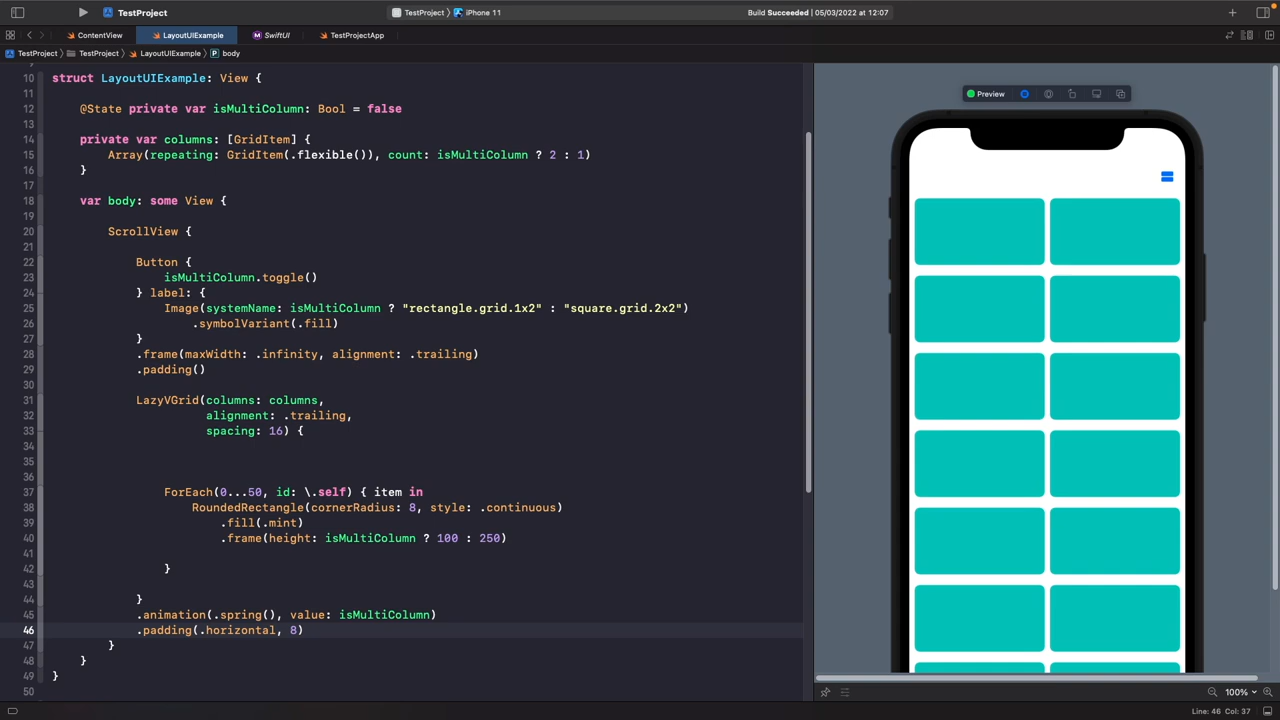 TestProject
TestProject 〉 iPhone 11
Build Succeeded | 05/03/2022 at 12:07
ContentView
LayoutUIExample
SwiftUI
TestProjectApp
TestProject 〉 TestProject 〉 LayoutUIExample 〉 P body
9
10 struct LayoutUIExample: View {
11
12 @State private var isMultiColumn: Bool = false
13
14 private var columns: [GridItem] {
15 Array(repeating: GridItem(.flexible()), count: isMultiColumn ? 2 : 1)
16 }
17
18 var body: some View {
19
20 ScrollView {
21
22 Button {
23 isMultiColumn.toggle()
24 } label: {
25 Image(systemName: isMultiColumn ? "rectangle.grid.1x2" : "square.grid.2x2")
26 .symbolVariant(.fill)
27 }
28 .frame(maxWidth: .infinity, alignment: .trailing)
29 .padding()
30
31 LazyVGrid(columns: columns,
32 alignment: .trailing,
33 spacing: 16) {
34
35
36
37 ForEach(0...50, id: \.self) { item in
38 RoundedRectangle(cornerRadius: 8, style: .continuous)
39 .fill(.mint)
40 .frame(height: isMultiColumn ? 100 : 250)
41
42 }
43
44 }
45 .animation(.spring(), value: isMultiColumn)
46 .padding(.horizontal, 8)
47 }
48 }
49 }
50
Preview
100%
Line: 46 Col: 37